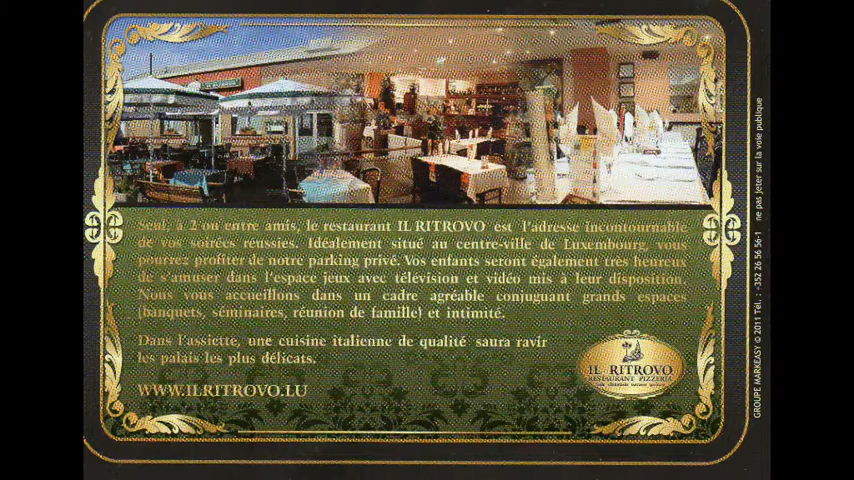 Seul, à 2 ou entre amis, le restaurant IL RITROVO est l'adresse incontournable
de vos soirées réussies. Idéalement situé au centre-ville de Luxembourg, vous
pourrez profiter de notre parking privé. Vos enfants seront également très heureux
de s'amuser dans l'espace jeux avec télévision et vidéo mis à leur disposition.
Nous vous accueillons dans un cadre agréable conjuguant grands espaces
(banquets, séminaires, réunion de famille) et intimité.
Dans l'assiette, une cuisine italienne de qualité saura ravir
les palais les plus délicats.
WWW.ILRITROVO.LU
IL RITROVO
RESTAURANT PIZZERIA
GROUPE MARKEASY © 2011 Tél. : +352 26 56 56-1 ne pas jeter sur la voie publique